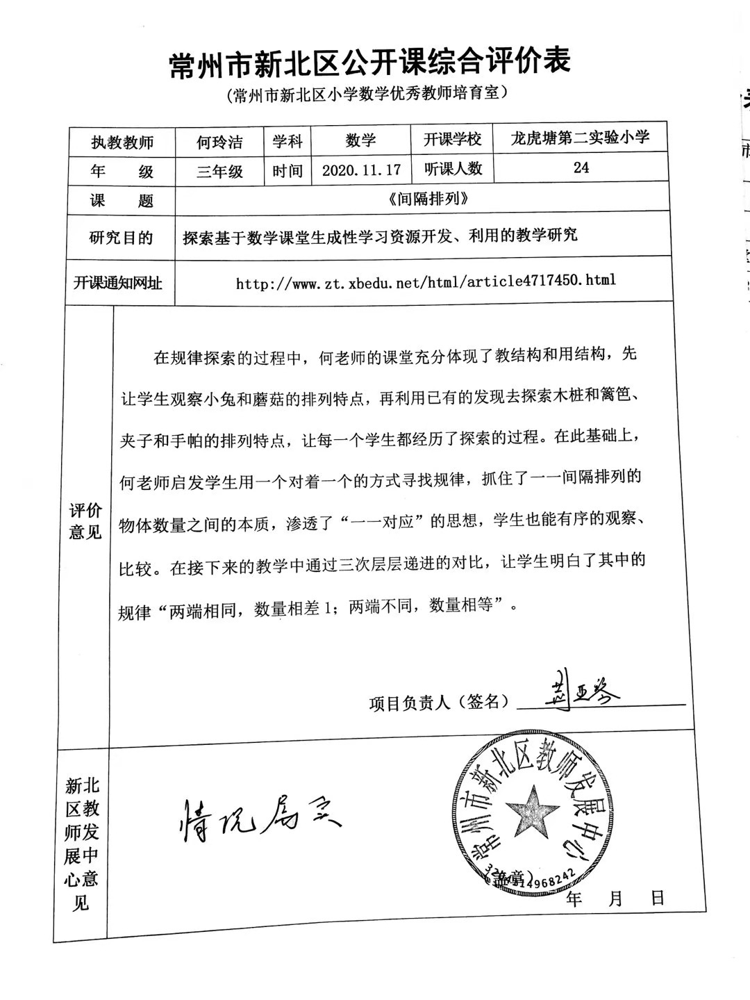 常州市新北区公开课综合评价表
（常州市新北区小学数学优秀教师培育室）
执教教师 何玲洁 学科 数学 开课学校 龙虎塘第二实验小学
年 级 三年级 时间 2020.11.17 听课人数 24
课 题 《间隔排列》
研究目的 探索基于数学课堂生成性学习资源开发、利用的教学研究
开课通知网址 http://www.zt.xbedu.net/html/article4717450.html
评价
意见
在规律探索的过程中，何老师的课堂充分体现了教结构和用结构，先
让学生观察小兔和蘑菇的排列特点，再利用已有的发现去探索木桩和篱笆、
夹子和手帕的排列特点，让每一个学生都经历了探索的过程。在此基础上，
何老师启发学生用一个对着一个的方式寻找规律，抓住了一一间隔排列的
物体数量之间的本质，渗透了“一一对应”的思想，学生也能有序的观察、
比较。在接下来的教学中通过三次层层递进的对比，让学生明白了其中的
规律“两端相同，数量相差1；两端不同，数量相等”。
项目负责人（签名）
新北
区教
师发
展中
心意
见
情况属实
常州市新北区教师发展中心
（盖章）
年 月 日